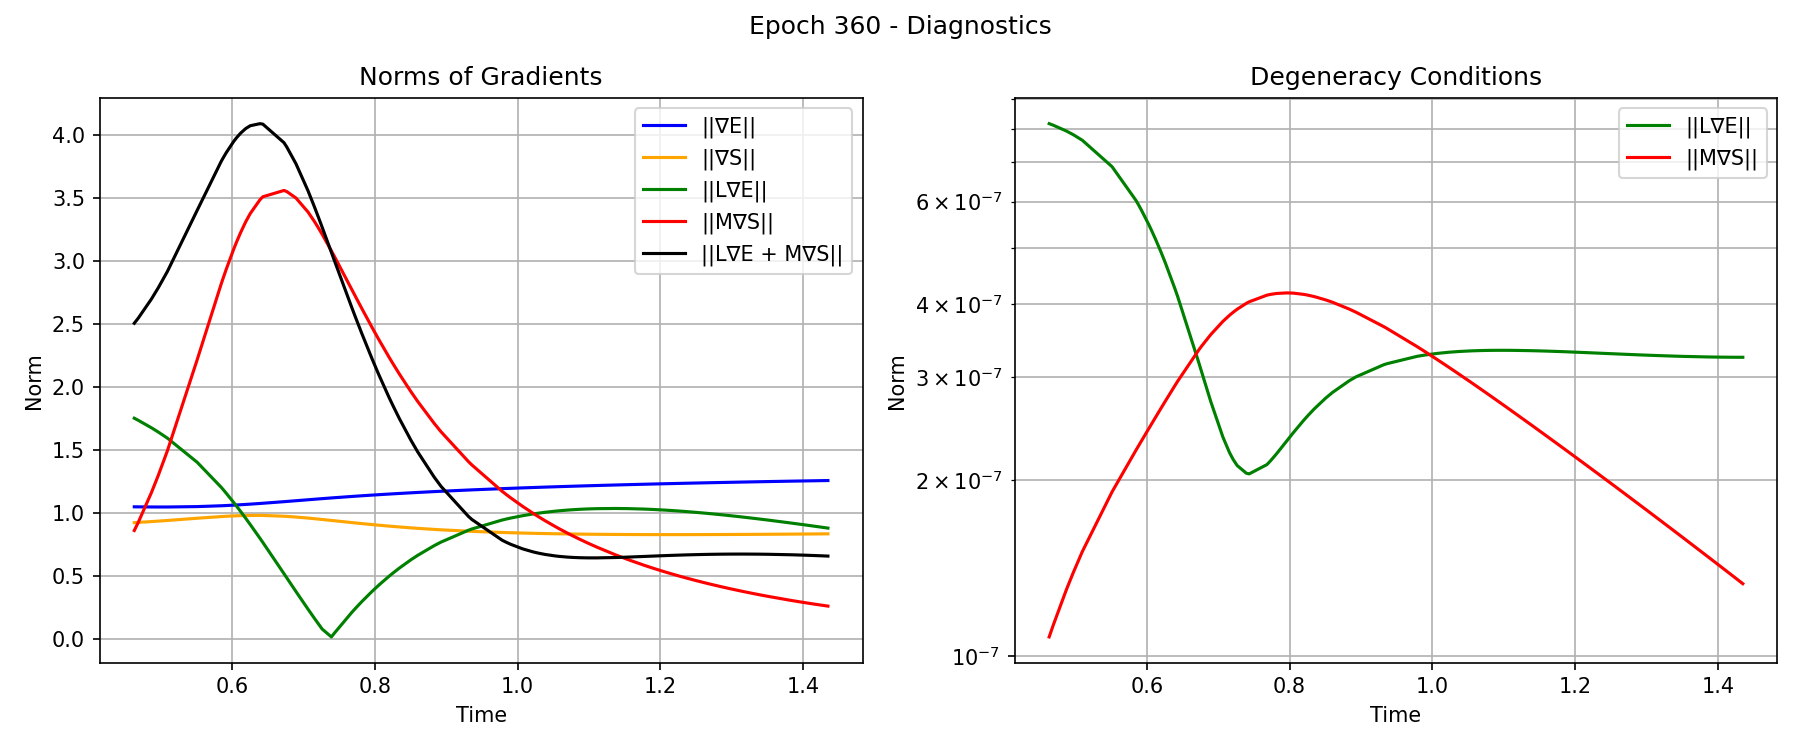 Epoch 360 - Diagnostics
Norms of Gradients
Norm
4.0
3.5
3.0
2.5
2.0
1.5
1.0
0.5
0.0
||∇E||
||∇S||
||L∇E||
||M∇S||
||L∇E + M∇S||
0.6
0.8
1.0
1.2
1.4
Time
Degeneracy Conditions
Norm
6 × 10⁻⁷
4 × 10⁻⁷
3 × 10⁻⁷
2 × 10⁻⁷
10⁻⁷
||L∇E||
||M∇S||
0.6
0.8
1.0
1.2
1.4
Time